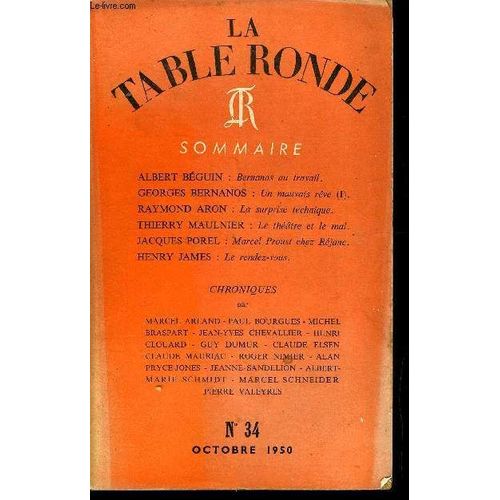 Le-livre.com
LA
TABLE RONDE
TR
SOMMAIRE
ALBERT BÉGUIN : Bernanos au travail.
GEORGES BERNANOS : Un mauvais rêve (I).
RAYMOND ARON : La surprise technique.
THIERRY MAULNIER : Le théâtre et le mal.
JACQUES POREL : Marcel Proust chez Réjane.
HENRY JAMES : Le rendez-vous.
CHRONIQUES
par
MARCEL ARLAND - PAUL BOURGUES - MICHEL
BRASPART - JEAN-YVES CHEVALLIER - HENRI
CLOUARD - GUY DUMUR - CLAUDE ELSEN
CLAUDE MAURIAC - ROGER NIMIER - ALAN
PRYCE-JONES - JEANNE SANDELION - ALBERT-
MARIE SCHMIDT - MARCEL SCHNEIDER
PIERRE VALEYRES
N° 34
OCTOBRE 1950